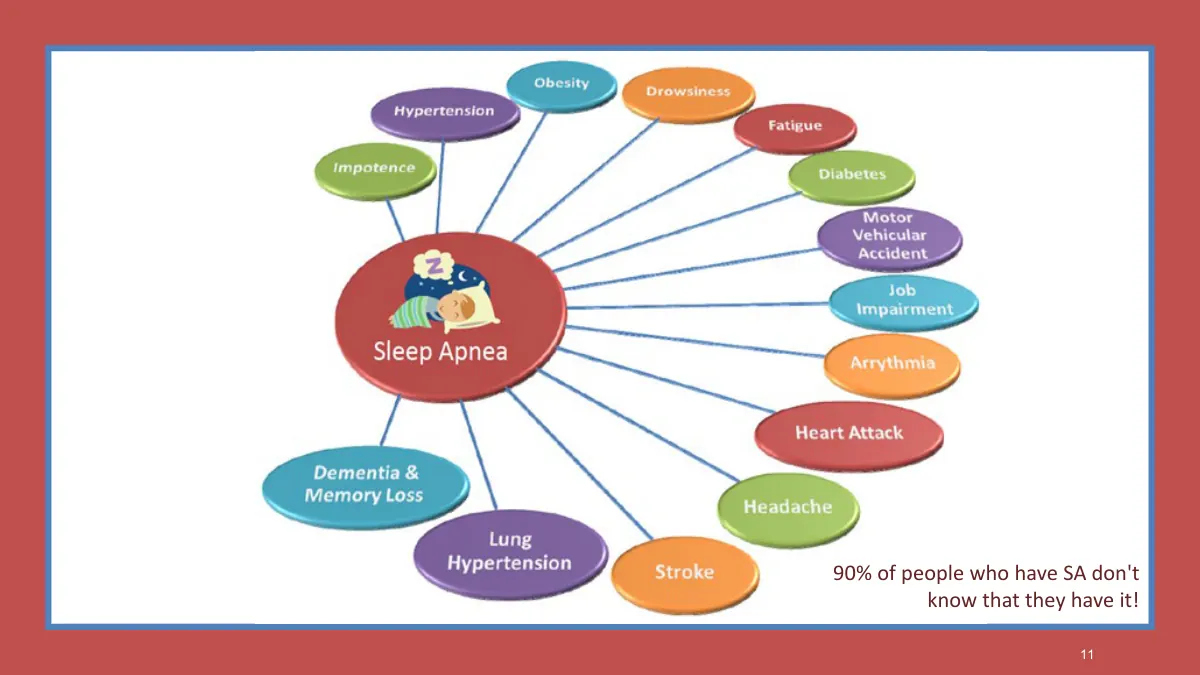 Obesity
Drowsiness
Hypertension
Fatigue
Impotence
Diabetes
Motor
Vehicular
Accident
Z
Job
Impairment
Sleep Apnea
Arrythmia
Heart Attack
Dementia &
Memory Loss
Headache
Lung
Hypertension
Stroke
90% of people who have SA don't
know that they have it!
11